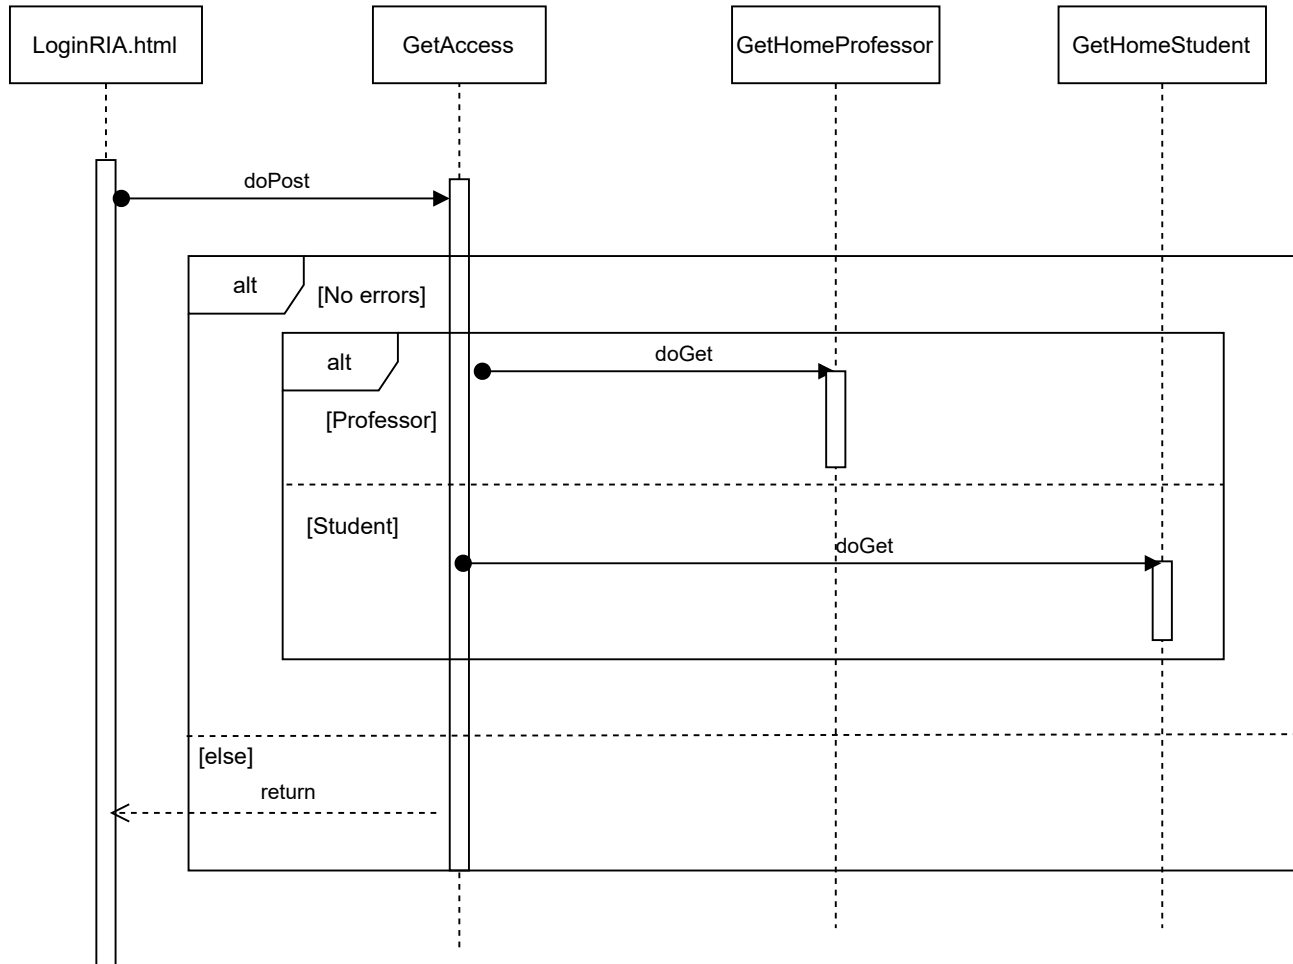 LoginRIA.html
GetAccess
GetHomeProfessor
GetHomeStudent
doPost
alt
[No errors]
alt
doGet
[Professor]
[Student]
doGet
[else]
return